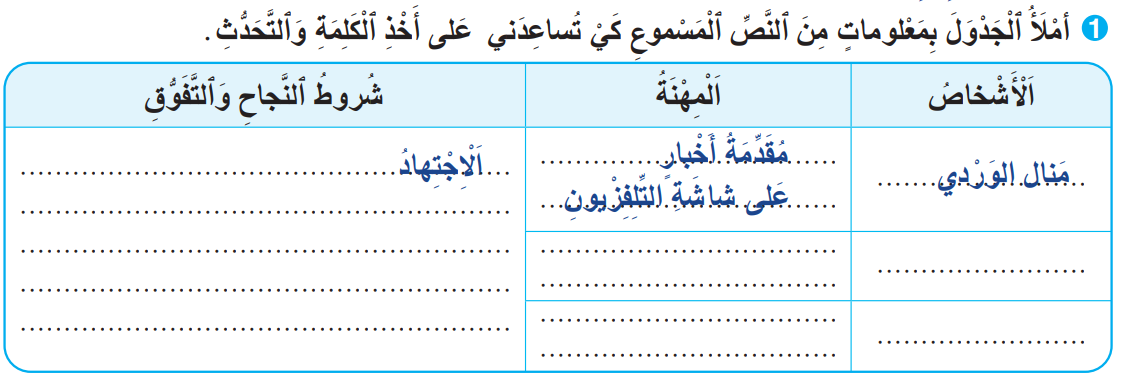 1 أَمْلَأُ ٱلْجَدْوَلَ بِمَعْلوماتٍ مِنَ ٱلنَّصِّ ٱلْمَسْموعِ كَيْ تُساعِدَني عَلى أَخْذِ ٱلْكَلِمَةِ وَٱلتَّحَدُّثِ.
اَلْأَشْخاصُ اَلْمِهْنَةُ شُروطُ ٱلنَّجاحِ وَٱلتَّفَوُّقِ
مَنال الوَرْدي
مُقَدِّمَةُ أَخْبارٍ
عَلى شاشَةِ التِّلِفِزْيونِ
اَلْاِجْتِهادُ